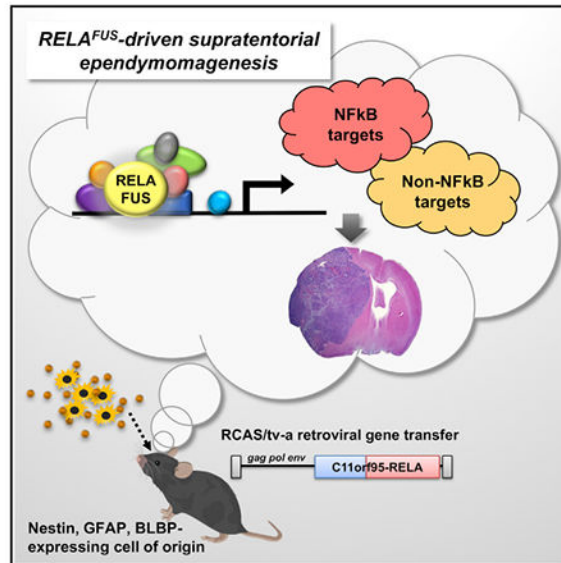 RELAFUS-driven supratentorial
ependymomagenesis
NFkB
targets
RELA
FUS
Non-NFkB
targets
RCAS/tv-a retroviral gene transfer
gag pol env
C11orf95-RELA
Nestin, GFAP, BLBP-
expressing cell of origin